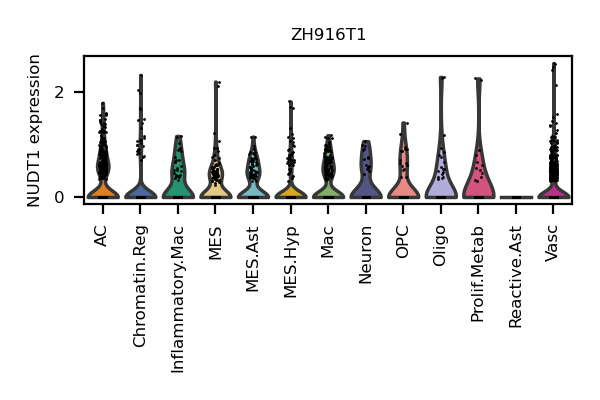 ZH916T1
NUDT1 expression
2
0
AC
Chromatin.Reg
Inflammatory.Mac
MES
MES.Ast
MES.Hyp
Mac
Neuron
OPC
Oligo
Prolif.Metab
Reactive.Ast
Vasc